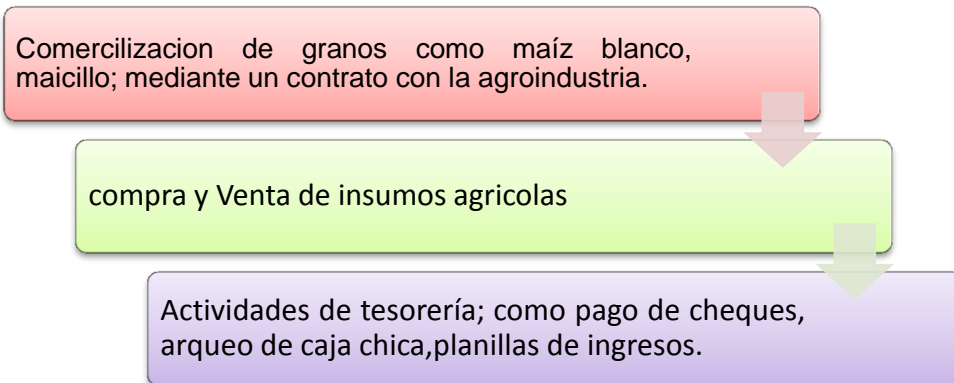 Comercilizacion de granos como maíz blanco,
maicillo; mediante un contrato con la agroindustria.
compra y Venta de insumos agricolas
Actividades de tesorería; como pago de cheques,
arqueo de caja chica,planillas de ingresos.